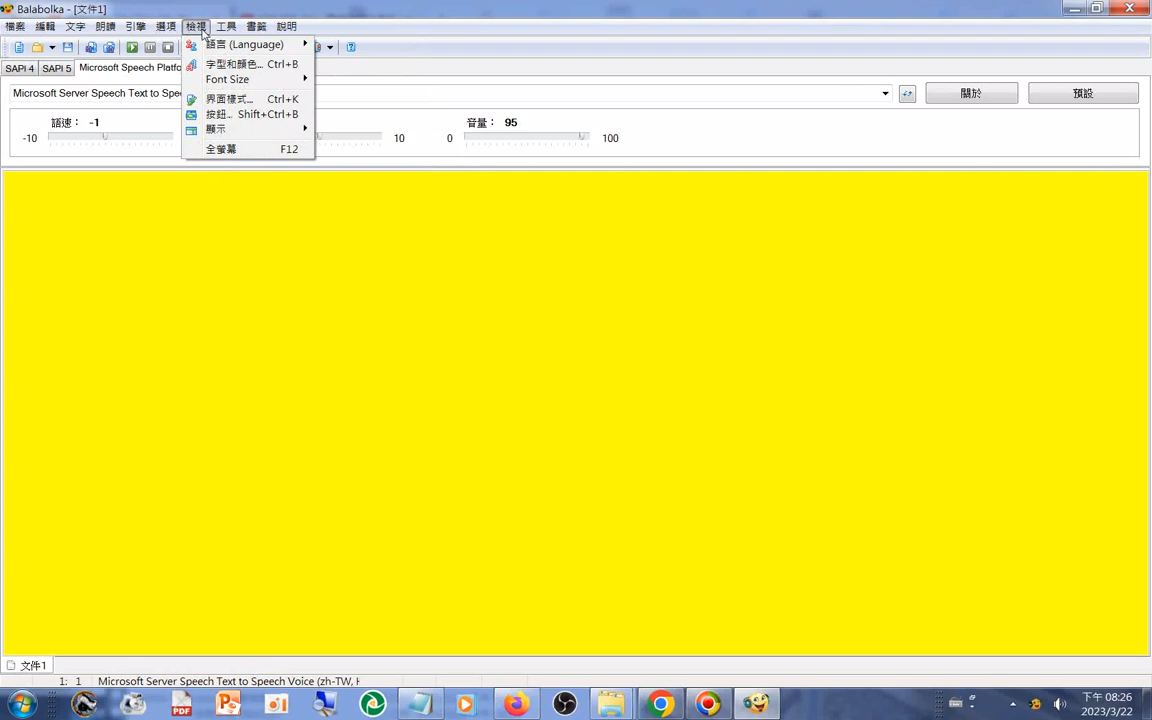 Balabolka - [文件1]
檔案 編輯 文字 朗讀 引擎 選項 檢視 工具 書籤 說明
語言 (Language)
字型和顏色... Ctrl+B
Font Size
界面樣式... Ctrl+K
按鈕... Shift+Ctrl+B
顯示
全螢幕 F12
SAPI 4 SAPI 5 Microsoft Speech Platfo
Microsoft Server Speech Text to Spe
關於 預設
語速： -1
音量： 95
-10 10 0 100
文件1
1: 1 Microsoft Server Speech Text to Speech Voice (zh-TW,
下午 08:26
2023/3/22